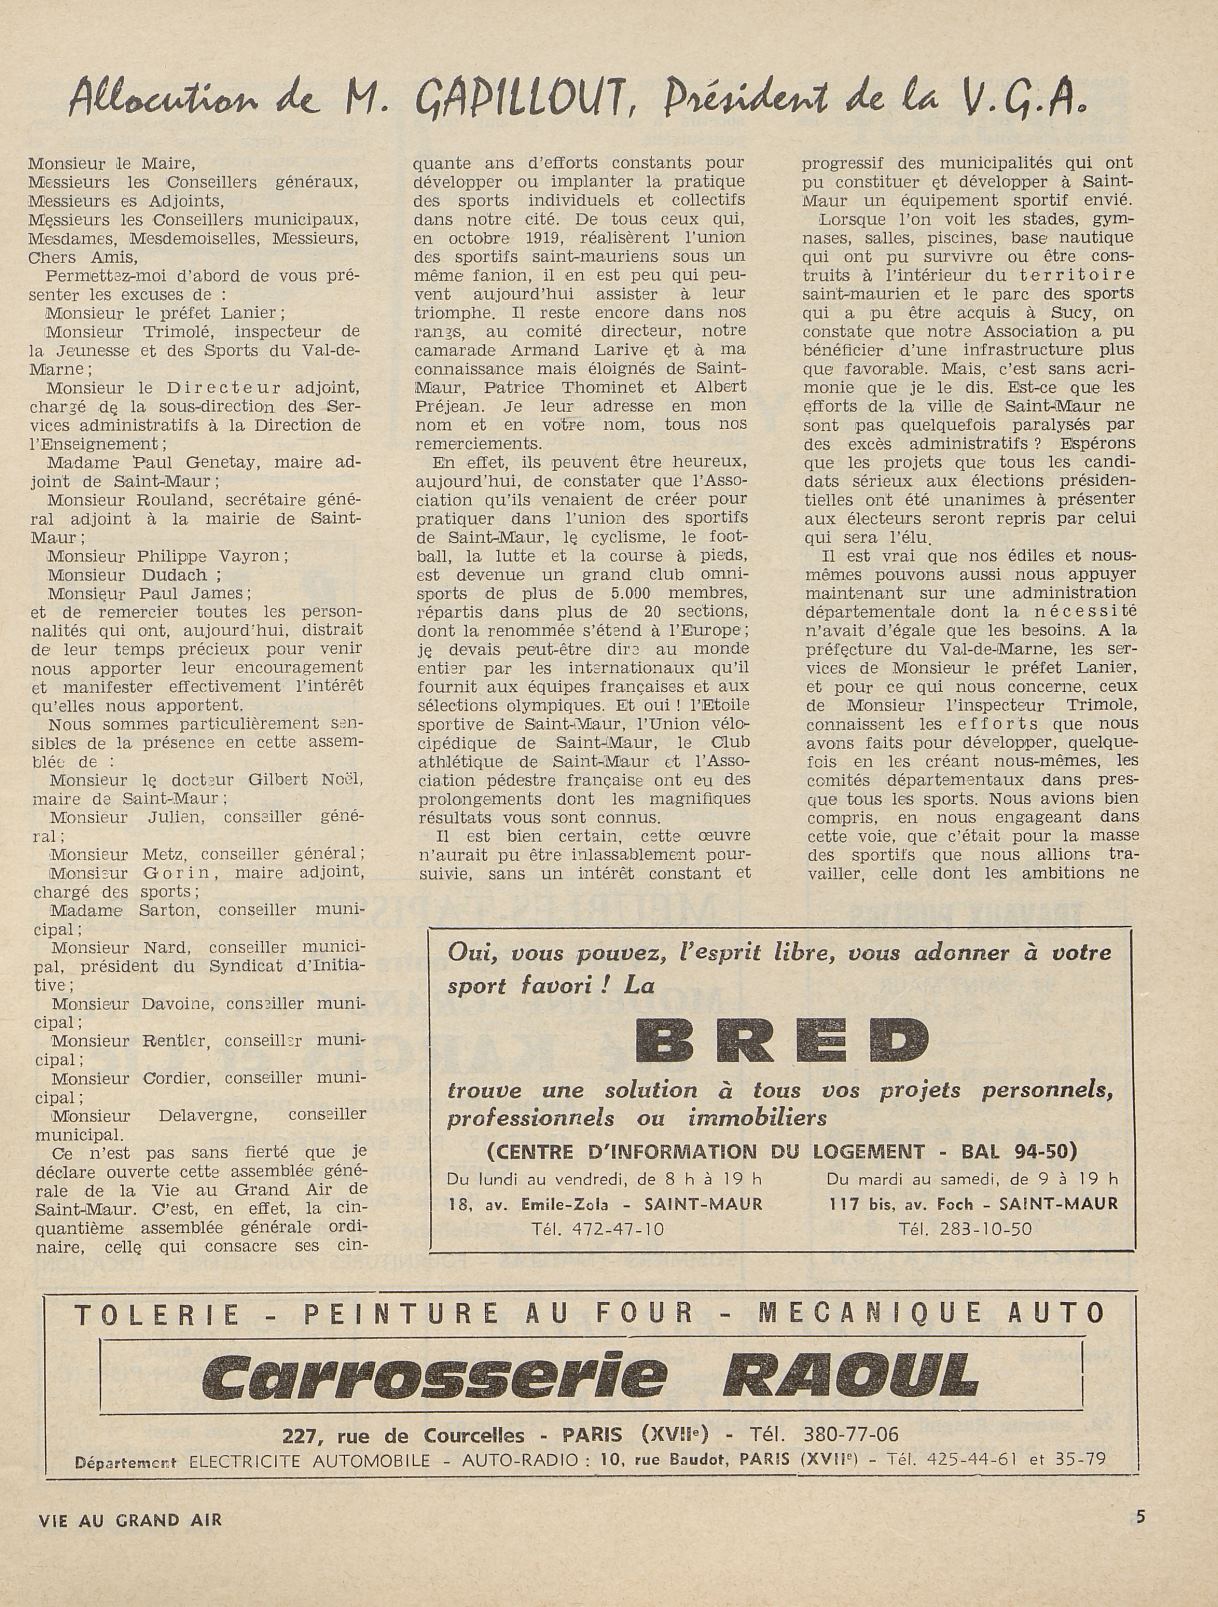 Allocution de M. GAPILLOUT, Président de la V.G.A.
Monsieur le Maire,
Messieurs les Conseillers généraux,
Messieurs es Adjoints,
Messieurs les Conseillers municipaux,
Mesdames, Mesdemoiselles, Messieurs,
Chers Amis,
Permettez-moi d'abord de vous pré-
senter les excuses de :
Monsieur le préfet Lanier ;
Monsieur Trimolé, inspecteur de
la Jeunesse et des Sports du Val-de-
Marne ;
Monsieur le Directeur adjoint,
chargé de la sous-direction des Ser-
vices administratifs à la Direction de
l'Enseignement ;
Madame Paul Genetay, maire ad-
joint de Saint-Maur ;
Monsieur Rouland, secrétaire géné-
ral adjoint à la mairie de Saint-
Maur ;
Monsieur Philippe Vayron ;
Monsieur Dudach ;
Monsieur Paul James ;
et de remercier toutes les person-
nalités qui ont, aujourd'hui, distrait
de leur temps précieux pour venir
nous apporter leur encouragement
et manifester effectivement l'intérêt
qu'elles nous apportent.
Nous sommes particulièrement sen-
sibles de la présence en cette assem-
blée de :
Monsieur le docteur Gilbert Noël,
maire de Saint-Maur ;
Monsieur Julien, conseiller géné-
ral ;
Monsieur Metz, conseiller général ;
Monsieur Gorin, maire adjoint,
chargé des sports ;
Madame Sarton, conseiller muni-
cipal ;
Monsieur Nard, conseiller munici-
pal, président du Syndicat d'Initia-
tive ;
Monsieur Davoine, conseiller muni-
cipal ;
Monsieur Rentler, conseiller muni-
cipal ;
Monsieur Cordier, conseiller muni-
cipal ;
Monsieur Delavergne, conseiller
municipal.
Ce n'est pas sans fierté que je
déclare ouverte cette assemblée géné-
rale de la Vie au Grand Air de
Saint-Maur. C'est, en effet, la cin-
quantième assemblée générale ordi-
naire, celle qui consacre ses cin-
quante ans d'efforts constants pour
développer ou implanter la pratique
des sports individuels et collectifs
dans notre cité. De tous ceux qui,
en octobre 1919, réalisèrent l'union
des sportifs saint-mauriens sous un
même fanion, il en est peu qui peu-
vent aujourd'hui assister à leur
triomphe. Il reste encore dans nos
rangs, au comité directeur, notre
camarade Armand Larive et à ma
connaissance mais éloignés de Saint-
Maur, Patrice Thominet et Albert
Préjean. Je leur adresse en mon
nom et en votre nom, tous nos
remerciements.
En effet, ils peuvent être heureux,
aujourd'hui, de constater que l'Asso-
ciation qu'ils venaient de créer pour
pratiquer dans l'union des sportifs
de Saint-Maur, le cyclisme, le foot-
ball, la lutte et la course à pieds,
est devenue un grand club omni-
sports de plus de 5.000 membres,
répartis dans plus de 20 sections,
dont la renommée s'étend à l'Europe ;
je devais peut-être dire au monde
entier par les internationaux qu'il
fournit aux équipes françaises et aux
sélections olympiques. Et oui ! l'Etoile
sportive de Saint-Maur, l'Union vélo-
cipédique de Saint-Maur, le Club
athlétique de Saint-Maur et l'Asso-
ciation pédestre française ont eu des
prolongements dont les magnifiques
résultats vous sont connus.
Il est bien certain, cette œuvre
n'aurait pu être inlassablement pour-
suivie, sans un intérêt constant et
progressif des municipalités qui ont
pu constituer et développer à Saint-
Maur un équipement sportif envié.
Lorsque l'on voit les stades, gym-
nases, salles, piscines, base nautique
qui ont pu survivre ou être cons-
truits à l'intérieur du territoire
saint-maurien et le parc des sports
qui a pu être acquis à Sucy, on
constate que notre Association a pu
bénéficier d'une infrastructure plus
que favorable. Mais, c'est sans acri-
monie que je le dis. Est-ce que les
efforts de la ville de Saint-Maur ne
sont pas quelquefois paralysés par
des excès administratifs ? Espérons
que les projets que tous les candi-
dats sérieux aux élections présiden-
tielles ont été unanimes à présenter
aux électeurs seront repris par celui
qui sera l'élu.
Il est vrai que nos édiles et nous-
mêmes pouvons aussi nous appuyer
maintenant sur une administration
départementale dont la nécessité
n'avait d'égale que les besoins. A la
préfecture du Val-de-Marne, les ser-
vices de Monsieur le préfet Lanier,
et pour ce qui nous concerne, ceux
de Monsieur l'inspecteur Trimole,
connaissent les efforts que nous
avons faits pour développer, quelque-
fois en les créant nous-mêmes, les
comités départementaux dans pres-
que tous les sports. Nous avions bien
compris, en nous engageant dans
cette voie, que c'était pour la masse
des sportifs que nous allions tra-
vailler, celle dont les ambitions ne
Oui, vous pouvez, l'esprit libre, vous adonner à votre
sport favori ! La
BRED
trouve une solution à tous vos projets personnels,
professionnels ou immobiliers
(CENTRE D'INFORMATION DU LOGEMENT - BAL 94-50)
Du lundi au vendredi, de 8 h à 19 h
18, av. Emile-Zola - SAINT-MAUR
Tél. 472-47-10
Du mardi au samedi, de 9 à 19 h
117 bis, av. Foch - SAINT-MAUR
Tél. 283-10-50
TOLERIE - PEINTURE AU FOUR - MECANIQUE AUTO
Carrosserie RAOUL
227, rue de Courcelles - PARIS (XVIIe) - Tél. 380-77-06
Département ELECTRICITE AUTOMOBILE - AUTO-RADIO : 10, rue Baudot, PARIS (XVIIe) - Tél. 425-44-61 et 35-79
VIE AU GRAND AIR
5